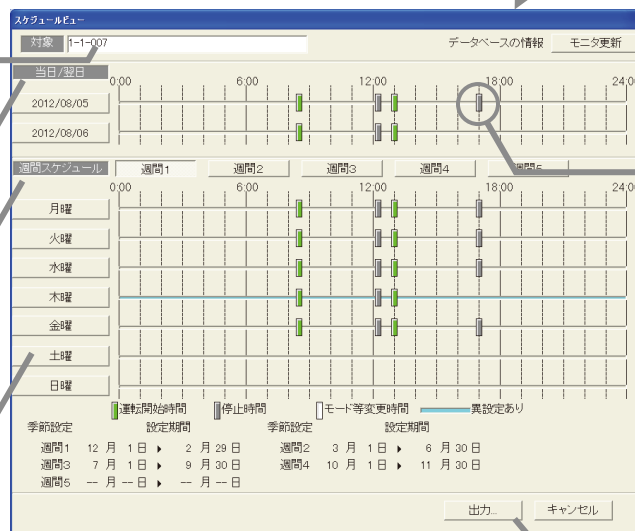 スケジュールビュー
対象 1-1-007 データベースの情報 モニタ更新
当日/翌日
0:00 6:00 12:00 18:00 24:00
2012/08/05
2012/08/06
週間スケジュール 週間1 週間2 週間3 週間4 週間5
0:00 6:00 12:00 18:00 24:00
月曜
火曜
水曜
木曜
金曜
土曜
日曜
運転開始時間 停止時間 モード等変更時間 異設定あり
季節設定 設定期間 季節設定 設定期間
週間1 12 月 1 日 ▶ 2 月 29 日 週間2 3 月 1 日 ▶ 6 月 30 日
週間3 7 月 1 日 ▶ 9 月 30 日 週間4 10 月 1 日 ▶ 11 月 30 日
週間5 -- 月 -- 日 ▶ -- 月 -- 日
出力... キャンセル